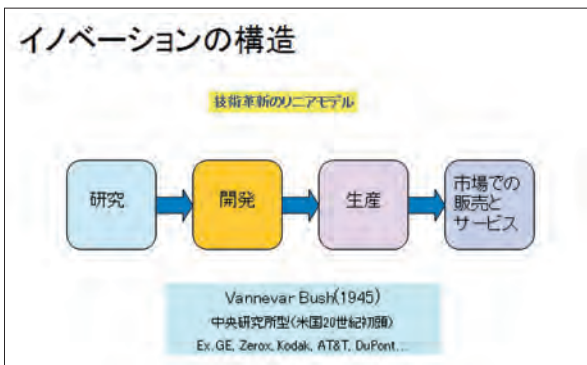 イノベーションの構造
技術革新のリニアモデル
研究
開発
生産
市場での
販売と
サービス
Vannevar Bush(1945)
中央研究所型(米国20世紀初頭)
Ex.GE, Zerox, Kodak, AT&T, DuPont...